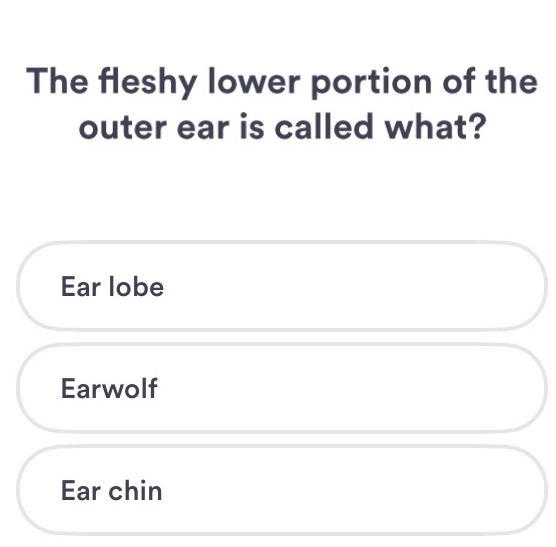 The fleshy lower portion of the
outer ear is called what?
Ear lobe
Earwolf
Ear chin